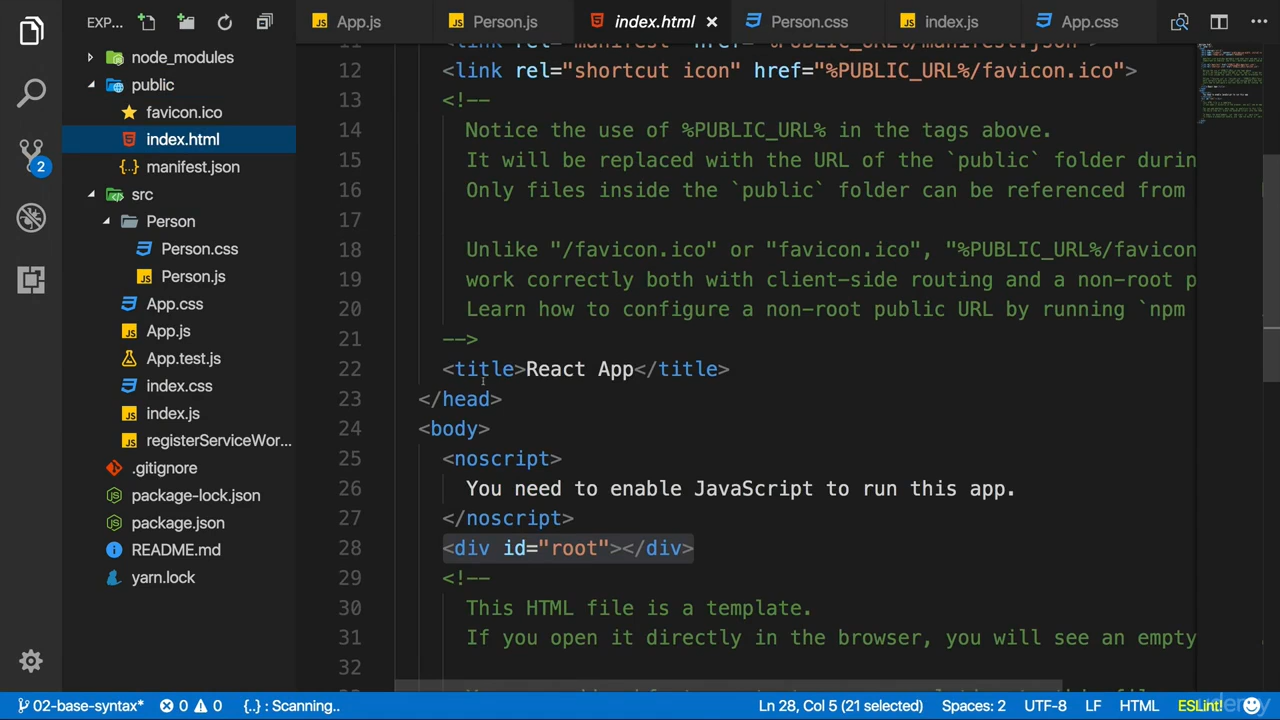 EXP...
App.js
Person.js
index.html
Person.css
index.js
App.css
node_modules
public
favicon.ico
index.html
manifest.json
src
Person
Person.css
Person.js
App.css
App.js
App.test.js
index.css
index.js
registerServiceWor...
.gitignore
package-lock.json
package.json
README.md
yarn.lock
2
11 <link rel="manifest" href="%PUBLIC_URL%/manifest.json">
12 <link rel="shortcut icon" href="%PUBLIC_URL%/favicon.ico">
13 <!--
14 Notice the use of %PUBLIC_URL% in the tags above.
15 It will be replaced with the URL of the `public` folder durin
16 Only files inside the `public` folder can be referenced from
17
18 Unlike "/favicon.ico" or "favicon.ico", "%PUBLIC_URL%/favicon
19 work correctly both with client-side routing and a non-root p
20 Learn how to configure a non-root public URL by running `npm
21 -->
22 <title>React App</title>
23 </head>
24 <body>
25 <noscript>
26 You need to enable JavaScript to run this app.
27 </noscript>
28 <div id="root"></div>
29 <!--
30 This HTML file is a template.
31 If you open it directly in the browser, you will see an empty
32
02-base-syntax* 0 0 {..} : Scanning.. Ln 28, Col 5 (21 selected) Spaces: 2 UTF-8 LF HTML ESLint!
udemy